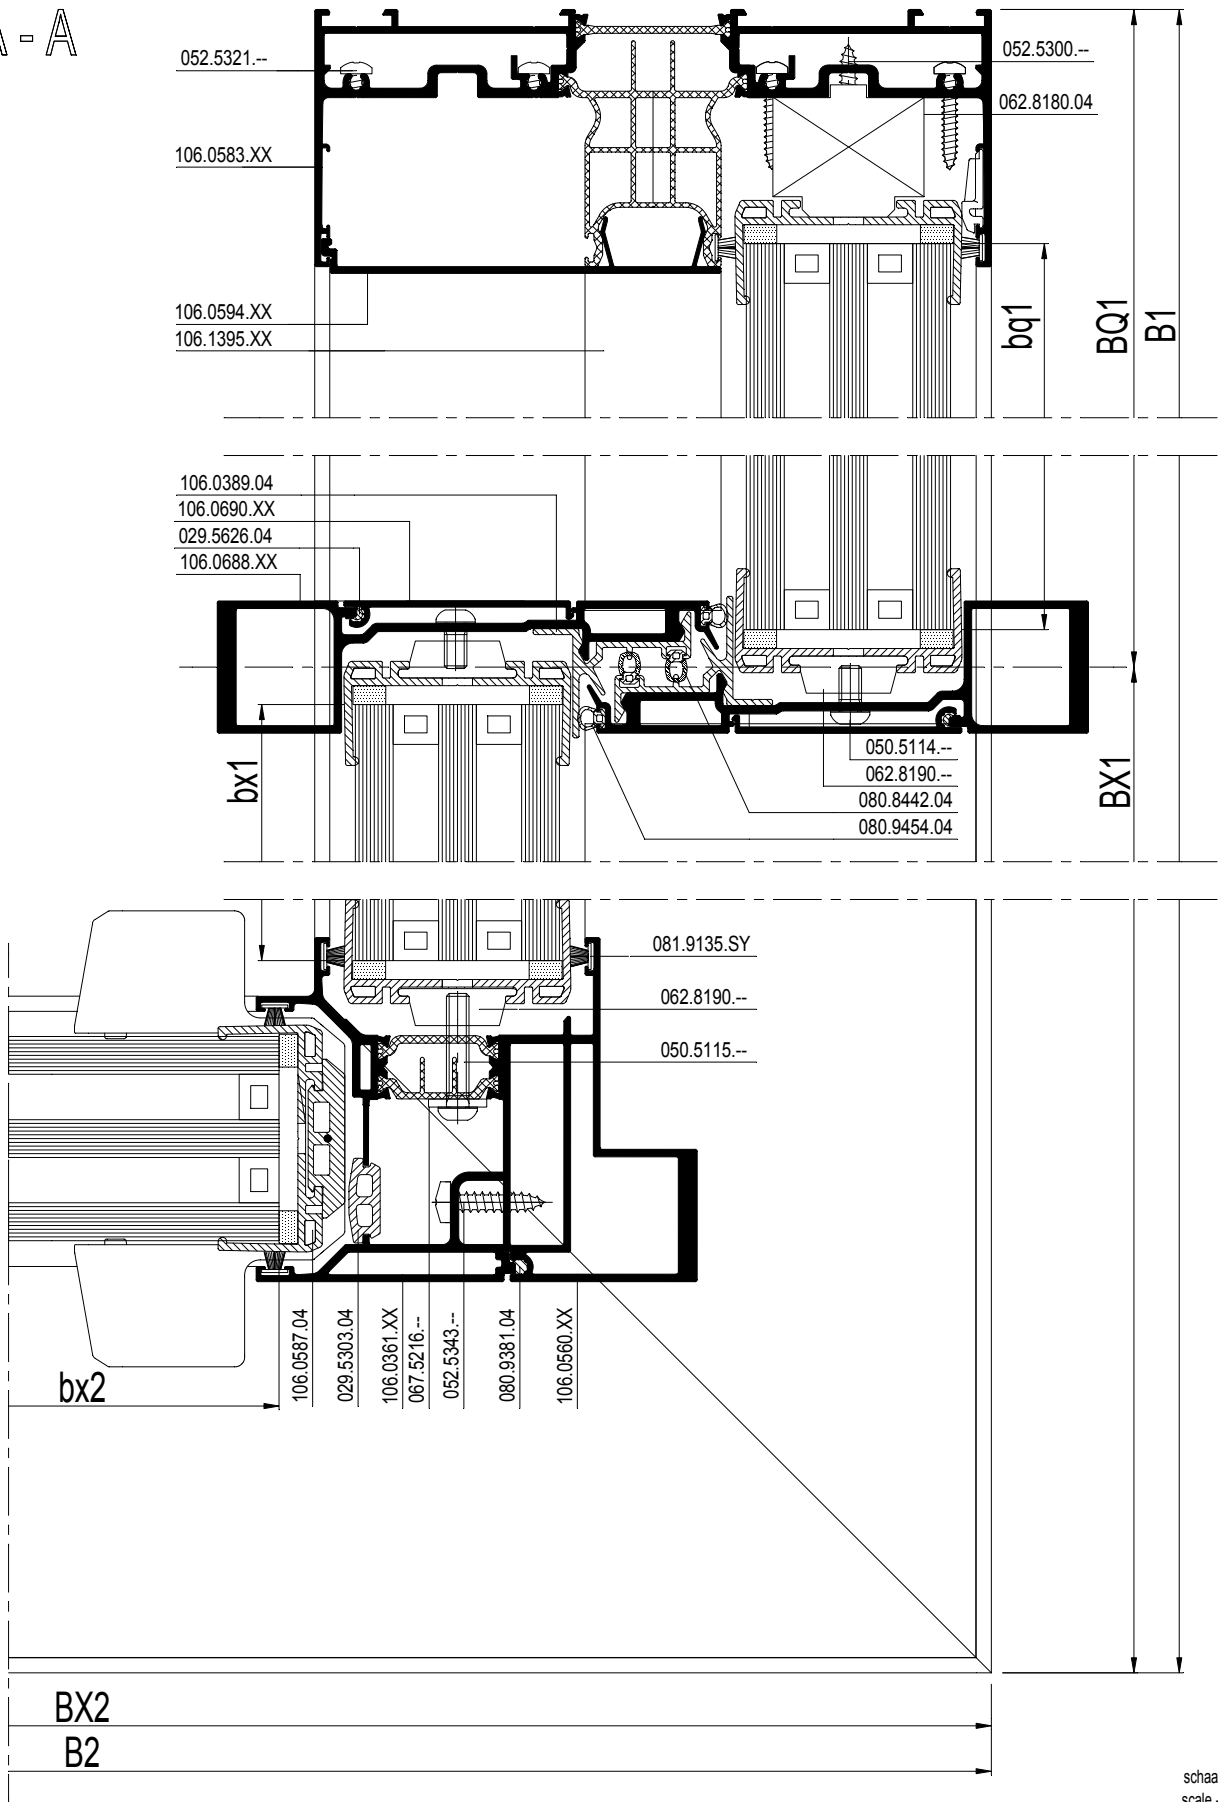 A - A
052.5321.--
052.5300.--
062.8180.04
106.0583.XX
106.0594.XX
106.1395.XX
bq1
BQ1
B1
106.0389.04
106.0690.XX
029.5626.04
106.0688.XX
050.5114.--
062.8190.--
080.8442.04
080.9454.04
bx1
BX1
081.9135.SY
062.8190.--
050.5115.--
106.0587.04
029.5303.04
106.0361.XX
067.5216.--
052.5343.--
080.9381.04
106.0560.XX
bx2
BX2
B2
schaa
scale -